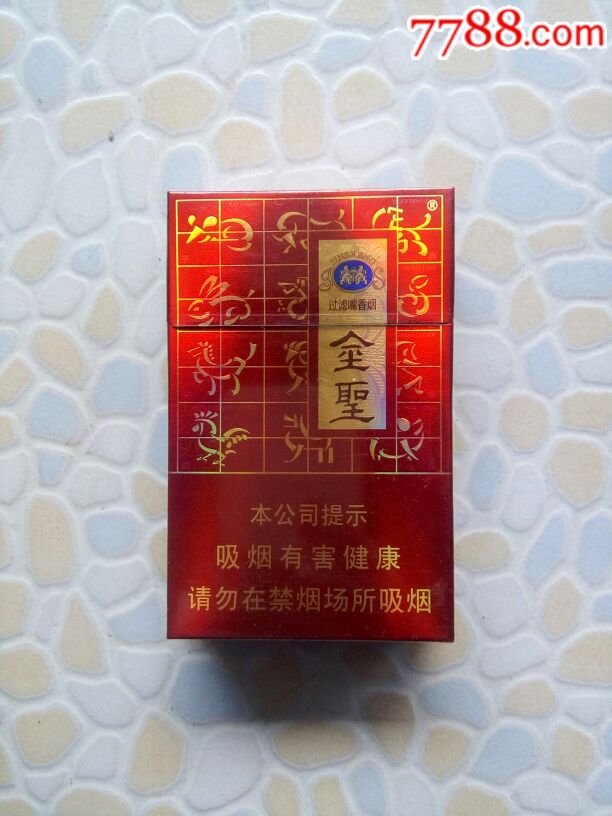 7788.com
®
过滤嘴香烟
金聖
本公司提示
吸烟有害健康
请勿在禁烟场所吸烟